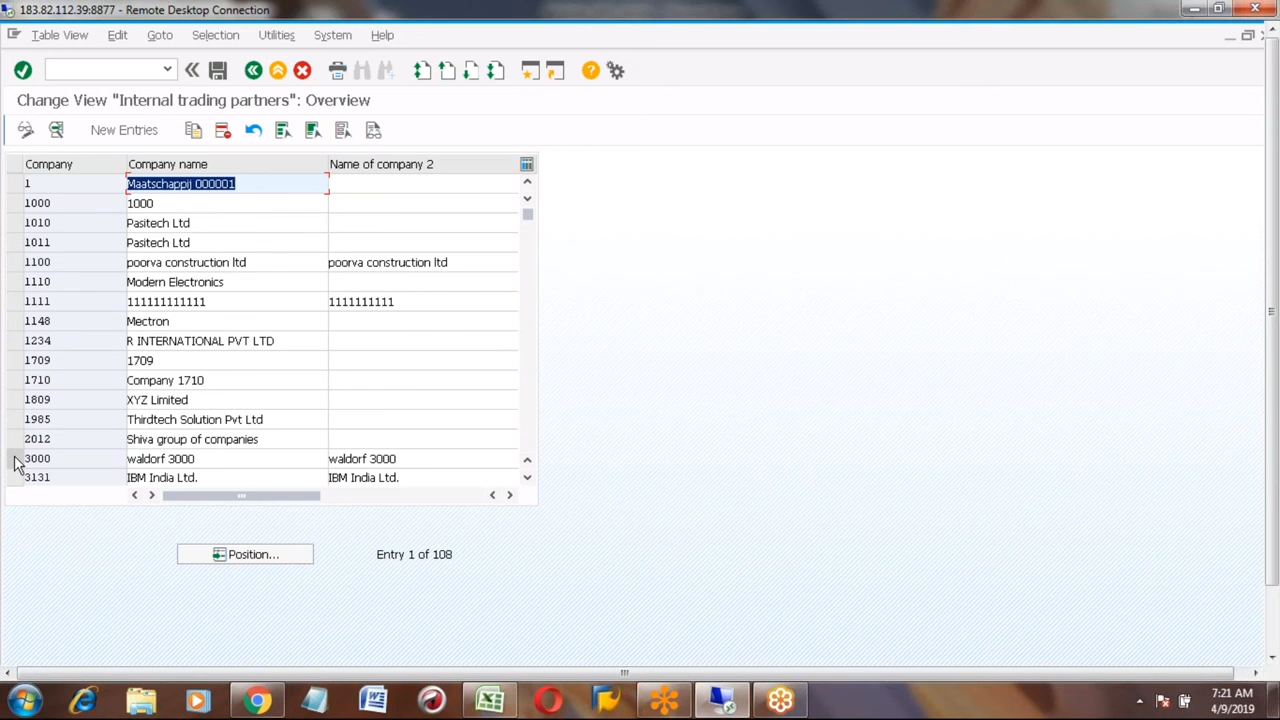 183.82.112.39:8877 - Remote Desktop Connection
Table View Edit Goto Selection Utilities System Help
Change View "Internal trading partners": Overview
New Entries
Company Company name Name of company 2
1 Maatschappij 000001
1000 1000
1010 Pasitech Ltd
1011 Pasitech Ltd
1100 poorva construction ltd poorva construction ltd
1110 Modern Electronics
1111 111111111111 1111111111
1148 Mectron
1234 R INTERNATIONAL PVT LTD
1709 1709
1710 Company 1710
1809 XYZ Limited
1985 Thirdtech Solution Pvt Ltd
2012 Shiva group of companies
3000 waldorf 3000 waldorf 3000
3131 IBM India Ltd. IBM India Ltd.
Position... Entry 1 of 108
7:21 AM
4/9/2019